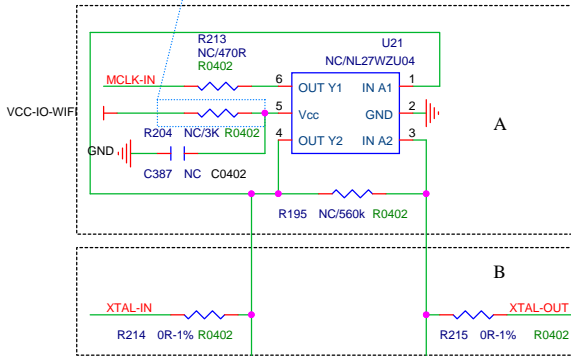 R213
NC/470R
R0402
U21
NC/NL27WZU04
MCLK-IN
6
OUT Y1
IN A1
1
VCC-IO-WIFI
5
Vcc
GND
2
A
R204 NC/3K R0402
4
OUT Y2
IN A2
3
GND
C387 NC C0402
R195 NC/560k R0402
B
XTAL-IN
XTAL-OUT
R214 0R-1% R0402
R215 0R-1% R0402